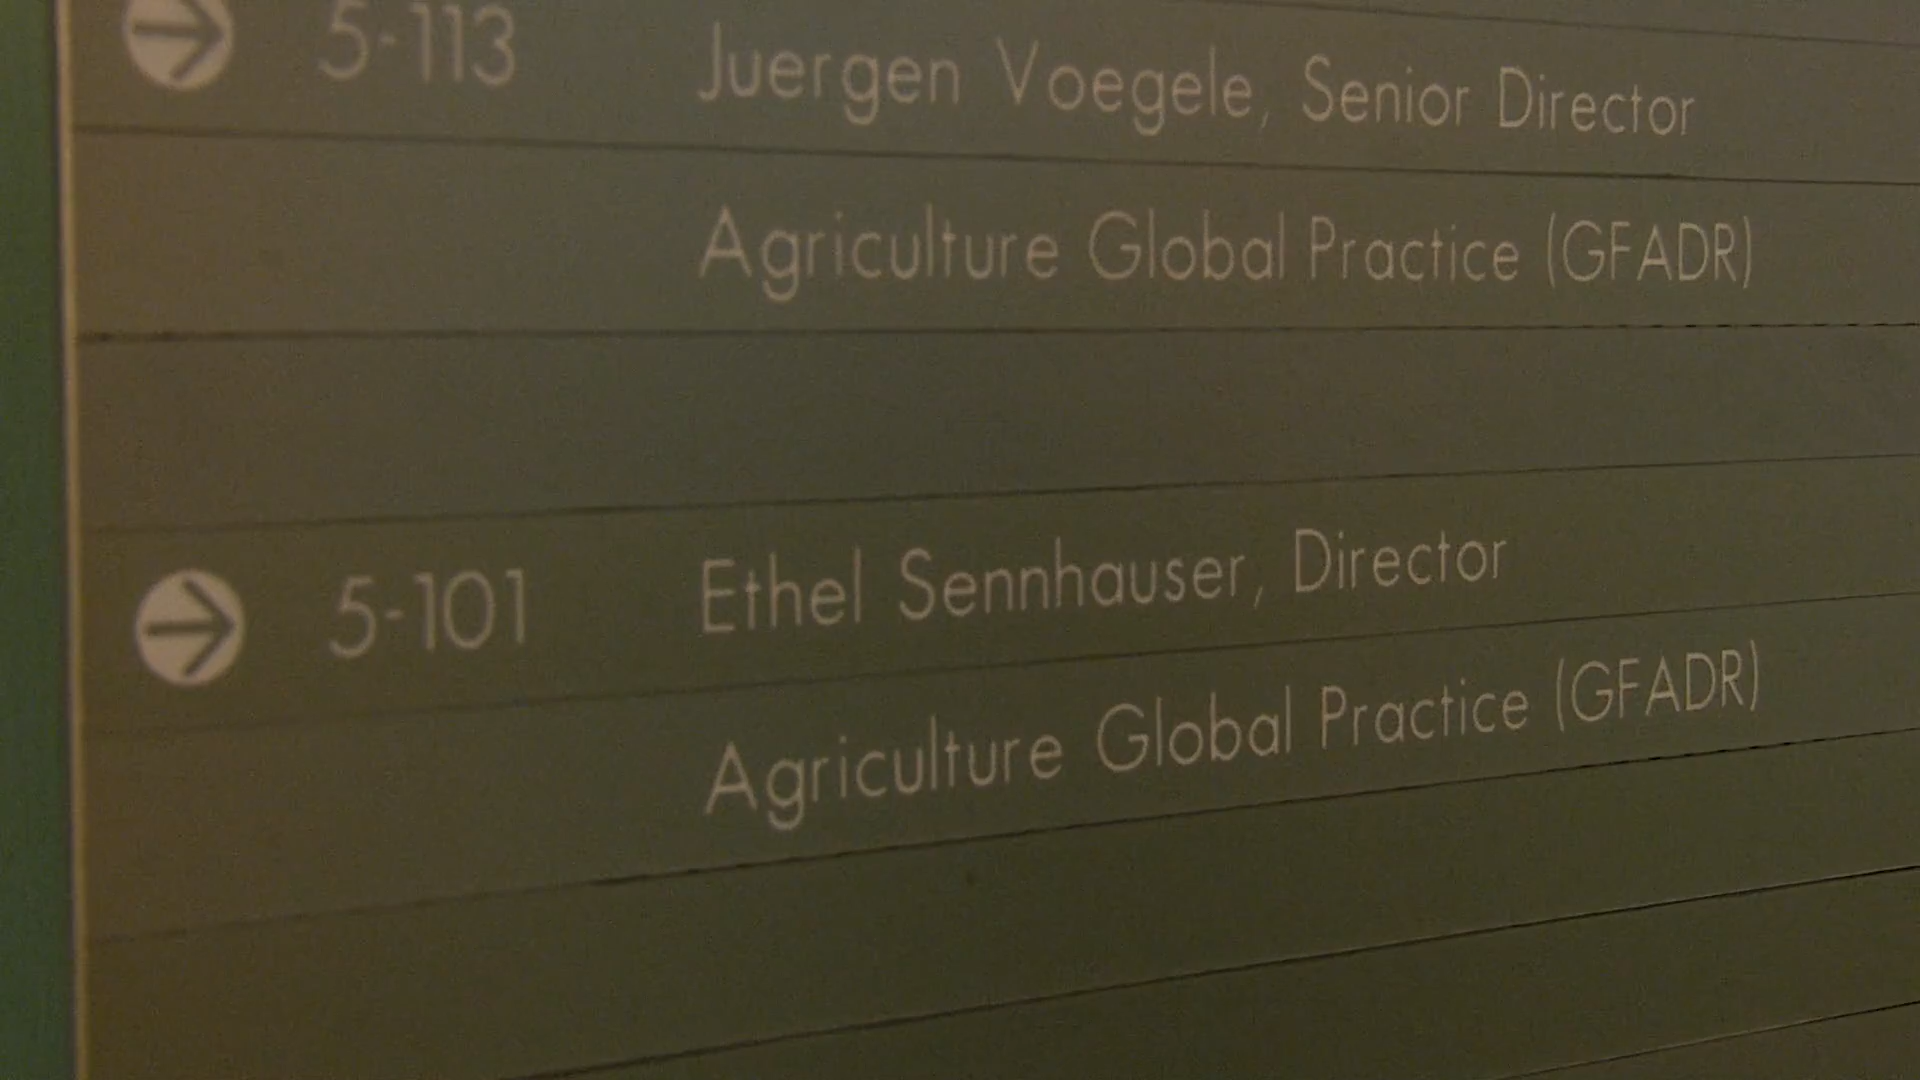 5-113 Juergen Voegele, Senior Director
Agriculture Global Practice (GFADR)
5-101 Ethel Sennhauser, Director
Agriculture Global Practice (GFADR)